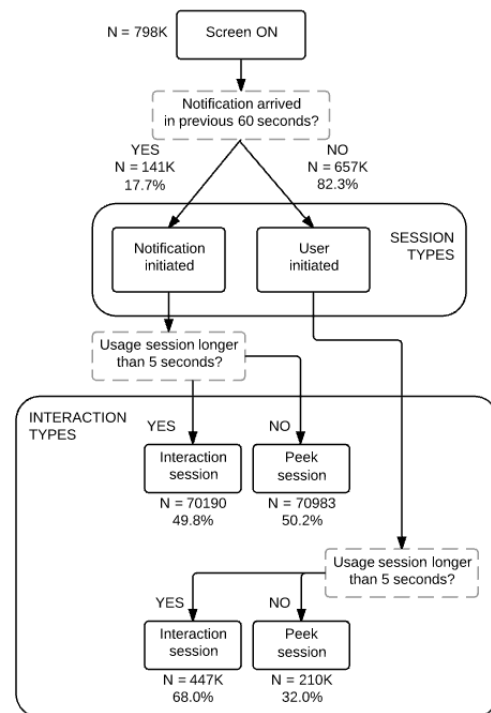 N = 798K
Screen ON
Notification arrived
in previous 60 seconds?
YES
N = 141K
17.7%
NO
N = 657K
82.3%
Notification
initiated
User
initiated
SESSION
TYPES
Usage session longer
than 5 seconds?
INTERACTION
TYPES
YES
NO
Interaction
session
Peek
session
N = 70190
49.8%
N = 70983
50.2%
Usage session longer
than 5 seconds?
YES
NO
Interaction
session
Peek
session
N = 447K
68.0%
N = 210K
32.0%